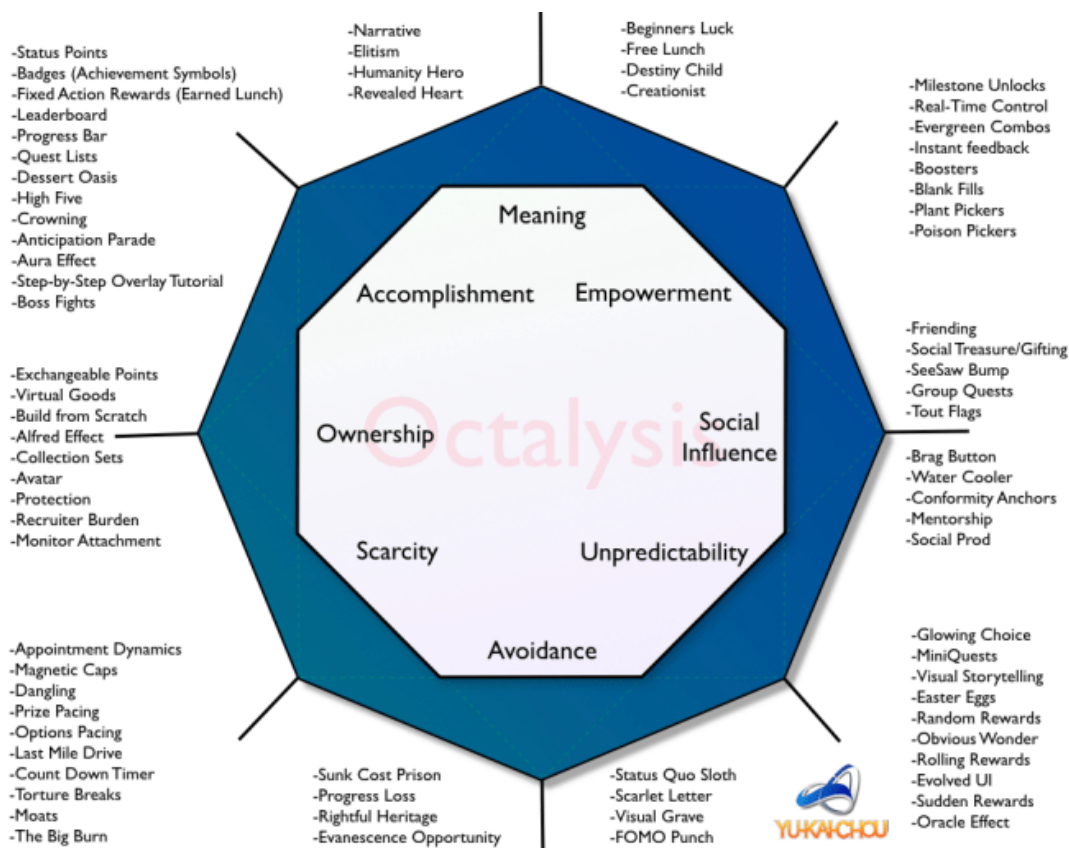 -Narrative
-Elitism
-Humanity Hero
-Revealed Heart
-Beginners Luck
-Free Lunch
-Destiny Child
-Creationist
-Status Points
-Badges (Achievement Symbols)
-Fixed Action Rewards (Earned Lunch)
-Leaderboard
-Progress Bar
-Quest Lists
-Dessert Oasis
-High Five
-Crowning
-Anticipation Parade
-Aura Effect
-Step-by-Step Overlay Tutorial
-Boss Fights
-Milestone Unlocks
-Real-Time Control
-Evergreen Combos
-Instant feedback
-Boosters
-Blank Fills
-Plant Pickers
-Poison Pickers
Meaning
Accomplishment
Empowerment
Ownership
Octalysis
Social
Influence
Scarcity
Unpredictability
Avoidance
-Exchangeable Points
-Virtual Goods
-Build from Scratch
-Alfred Effect
-Collection Sets
-Avatar
-Protection
-Recruiter Burden
-Monitor Attachment
-Friending
-Social Treasure/Gifting
-SeeSaw Bump
-Group Quests
-Tout Flags
-Brag Button
-Water Cooler
-Conformity Anchors
-Mentorship
-Social Prod
-Appointment Dynamics
-Magnetic Caps
-Dangling
-Prize Pacing
-Options Pacing
-Last Mile Drive
-Count Down Timer
-Torture Breaks
-Moats
-The Big Burn
-Sunk Cost Prison
-Progress Loss
-Rightful Heritage
-Evanescence Opportunity
-Status Quo Sloth
-Scarlet Letter
-Visual Grave
-FOMO Punch
YU-KAI-CHOU
-Glowing Choice
-MiniQuests
-Visual Storytelling
-Easter Eggs
-Random Rewards
-Obvious Wonder
-Rolling Rewards
-Evolved UI
-Sudden Rewards
-Oracle Effect